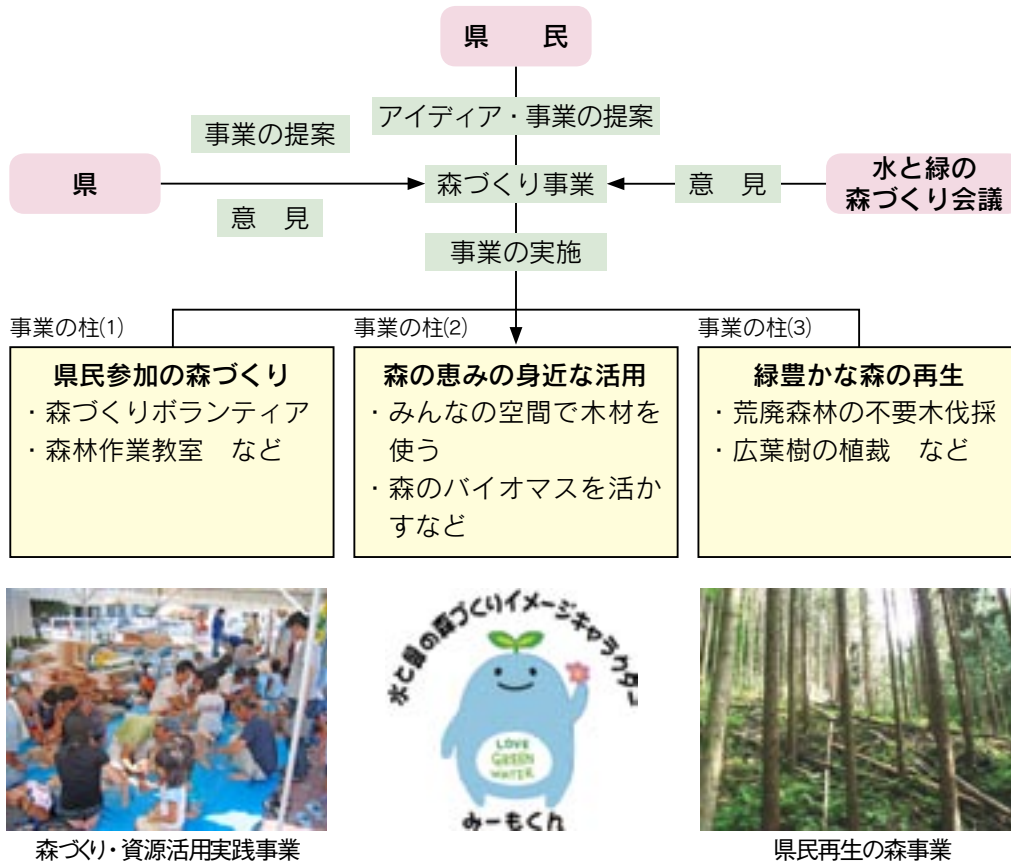 県　　民
アイディア・事業の提案
事業の提案
県
森づくり事業
意　見
水と緑の
森づくり会議
意　見
事業の実施
事業の柱⑴
県民参加の森づくり
・森づくりボランティア
・森林作業教室　など
事業の柱⑵
森の恵みの身近な活用
・みんなの空間で木材を
使う
・森のバイオマスを活か
すなど
事業の柱⑶
緑豊かな森の再生
・荒廃森林の不要木伐採
・広葉樹の植裁　など
森づくり・資源活用実践事業
水と緑の森づくりイメージキャラクター
LOVE
GREEN
WATER
みーもくん
県民再生の森事業